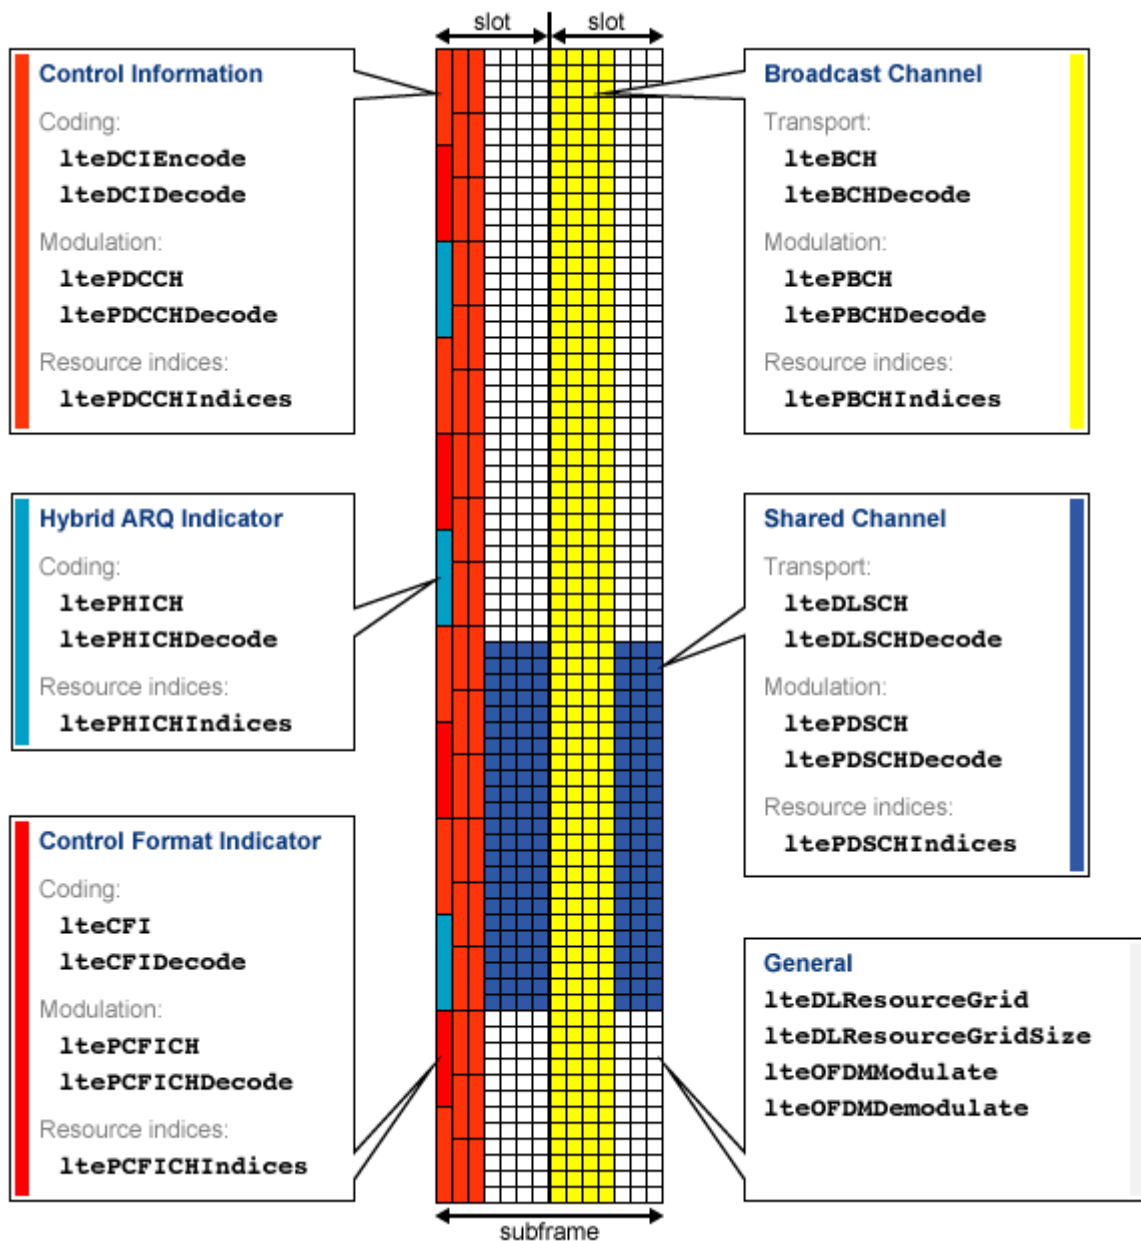 slot
slot
Control Information
Coding:
lteDCIEncode
lteDCIDecode
Modulation:
ltePDCCH
ltePDCCHDecode
Resource indices:
ltePDCCHIndices
Hybrid ARQ Indicator
Coding:
ltePHICH
ltePHICHDecode
Resource indices:
ltePHICHIndices
Control Format Indicator
Coding:
lteCFI
lteCFIDecode
Modulation:
ltePCFICH
ltePCFICHDecode
Resource indices:
ltePCFICHIndices
Broadcast Channel
Transport:
lteBCH
lteBCHDecode
Modulation:
ltePBCH
ltePBCHDecode
Resource indices:
ltePBCHIndices
Shared Channel
Transport:
lteDLSCH
lteDLSCHDecode
Modulation:
ltePDSCH
ltePDSCHDecode
Resource indices:
ltePDSCHIndices
General
lteDLResourceGrid
lteDLResourceGridSize
lteOFDMModulate
lteOFDMDemodulate
subframe